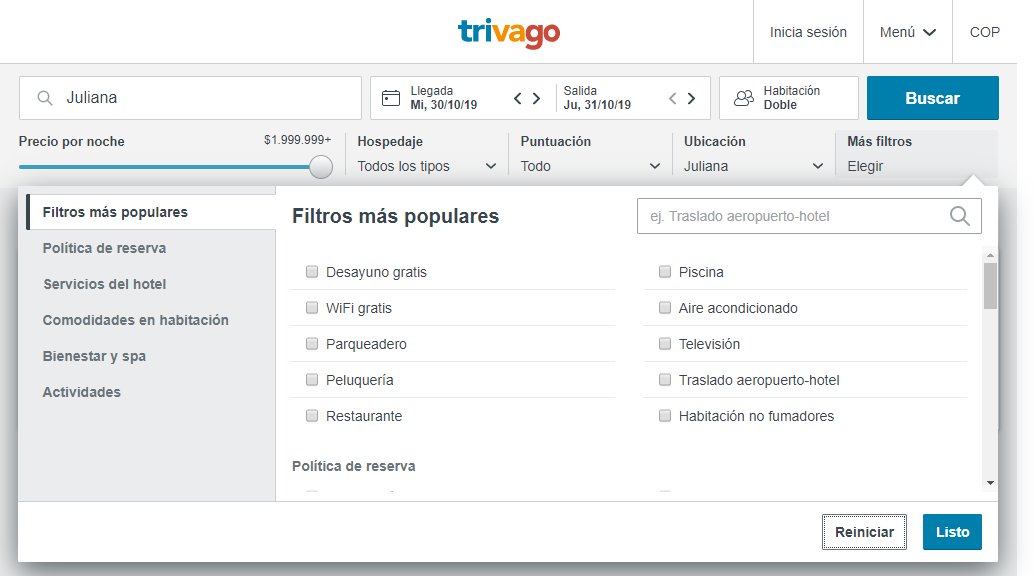 trivago
Inicia sesión
Menú
COP
Juliana
Llegada
Mi, 30/10/19
Salida
Ju, 31/10/19
Habitación
Doble
Buscar
Precio por noche
$1.999.999+
Hospedaje
Todos los tipos
Puntuación
Todo
Ubicación
Juliana
Más filtros
Elegir
Filtros más populares
Política de reserva
Servicios del hotel
Comodidades en habitación
Bienestar y spa
Actividades
Filtros más populares
ej. Traslado aeropuerto-hotel
Desayuno gratis
Piscina
WiFi gratis
Aire acondicionado
Parqueadero
Televisión
Peluquería
Traslado aeropuerto-hotel
Restaurante
Habitación no fumadores
Política de reserva
Reiniciar
Listo